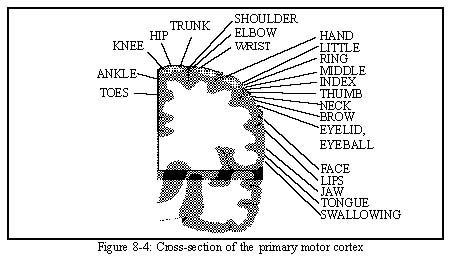 TRUNK
HIP
KNEE
ANKLE
TOES
SHOULDER
ELBOW
WRIST
HAND
LITTLE
RING
MIDDLE
INDEX
THUMB
NECK
BROW
EYELID,
EYEBALL
FACE
LIPS
JAW
TONGUE
SWALLOWING
Figure 8-4: Cross-section of the primary motor cortex